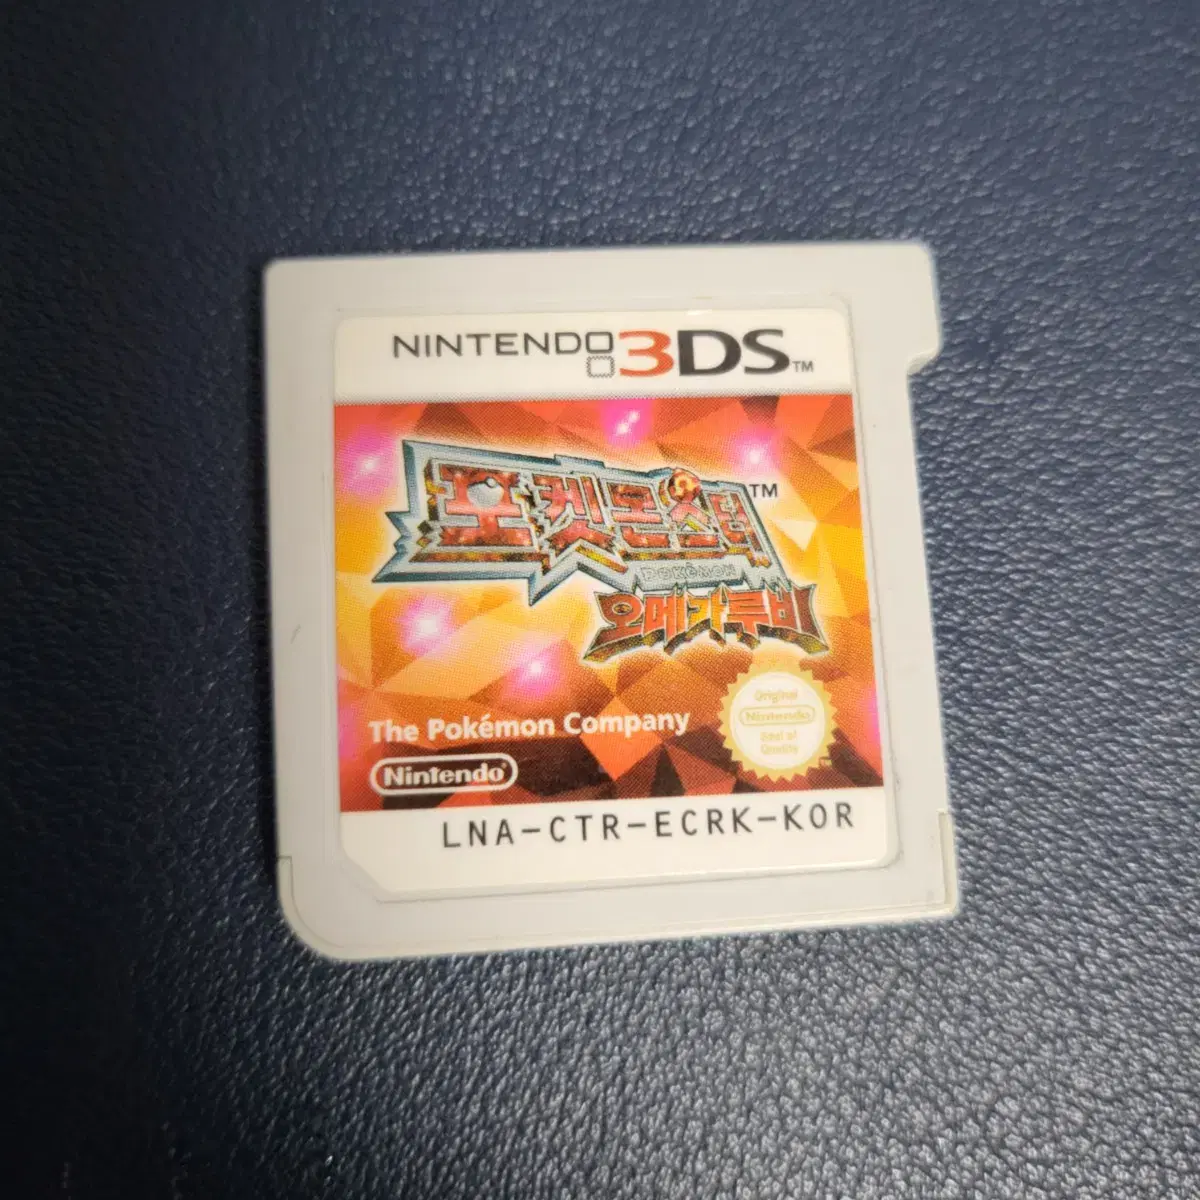 NINTENDO 3DS™
포켓몬스터™
POKéMON
오메가루비
Original
Nintendo
Seal of
Quality
The Pokémon Company
Nintendo®
LNA-CTR-ECRK-KOR